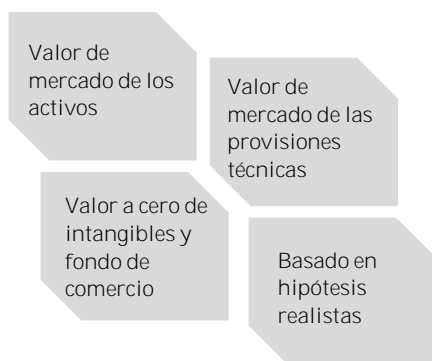 Valor de
mercado de los
activos
Valor de
mercado de las
provisiones
técnicas
Valor a cero de
intangibles y
fondo de
comercio
Basado en
hipótesis
realistas